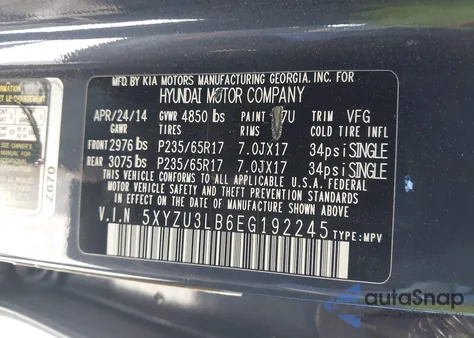 MFD. BY KIA MOTORS MANUFACTURING GEORGIA, INC. FOR
HYUNDAI MOTOR COMPANY
APR/24/14 GVWR 4850 lbs PAINT 7U TRIM VFG
GAWR TIRES RIMS COLD TIRE INFL.
FRONT 2976 lbs P235/65R17 7.0JX17 34psi SINGLE
REAR 3075 lbs P235/65R17 7.0JX17 34psi SINGLE
THIS VEHICLE CONFORMS TO ALL APPLICABLE U.S.A. FEDERAL
MOTOR VEHICLE SAFETY, BUMPER, AND THEFT PREVENTION STANDARDS
IN EFFECT ON THE DATE OF MANUFACTURE SHOWN ABOVE.
V.I.N 5XYZU3LB6EG192245 TYPE: MPV
Z670
autoSnap